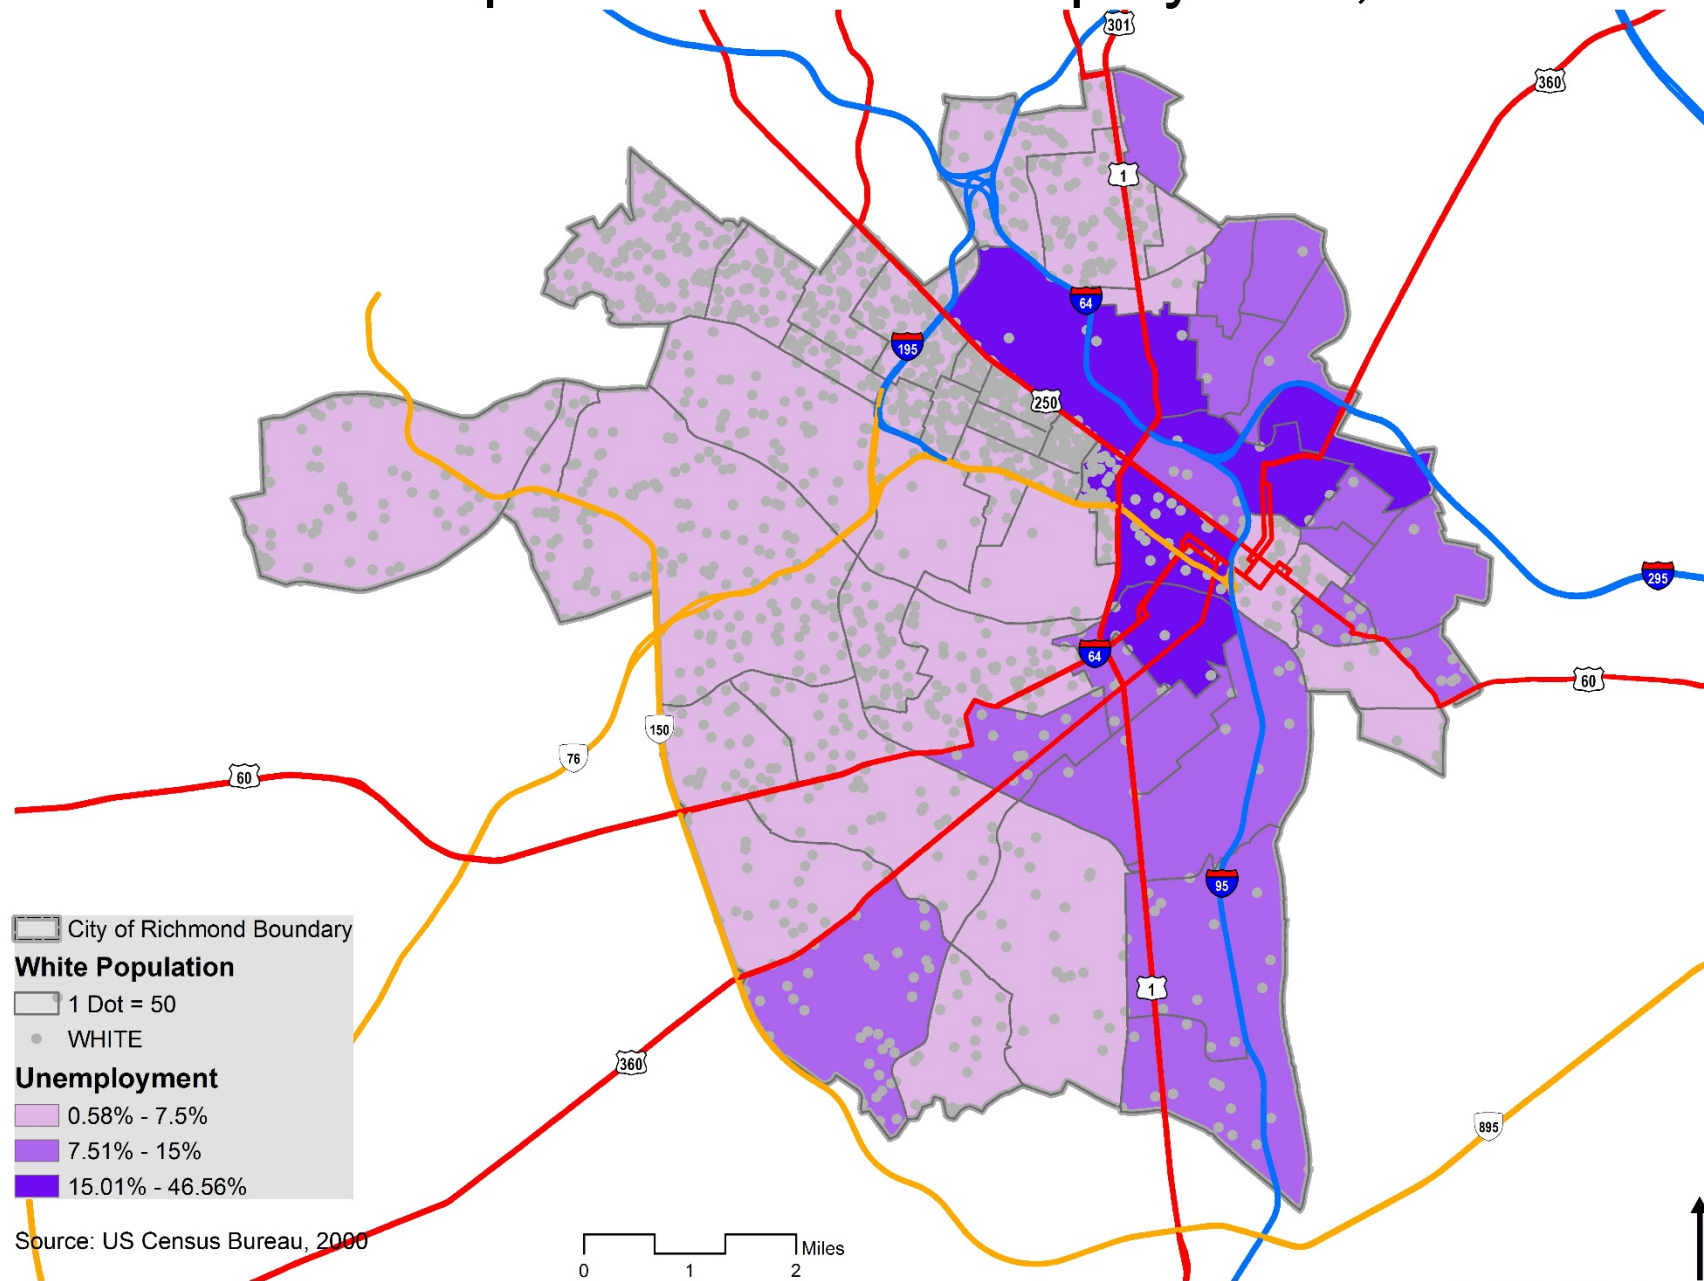 301
360
1
64
195
250
295
64
60
150
76
60
95
1
360
895
City of Richmond Boundary
White Population
1 Dot = 50
WHITE
Unemployment
0.58% - 7.5%
7.51% - 15%
15.01% - 46.56%
Source: US Census Bureau, 2000
Miles
0 1 2